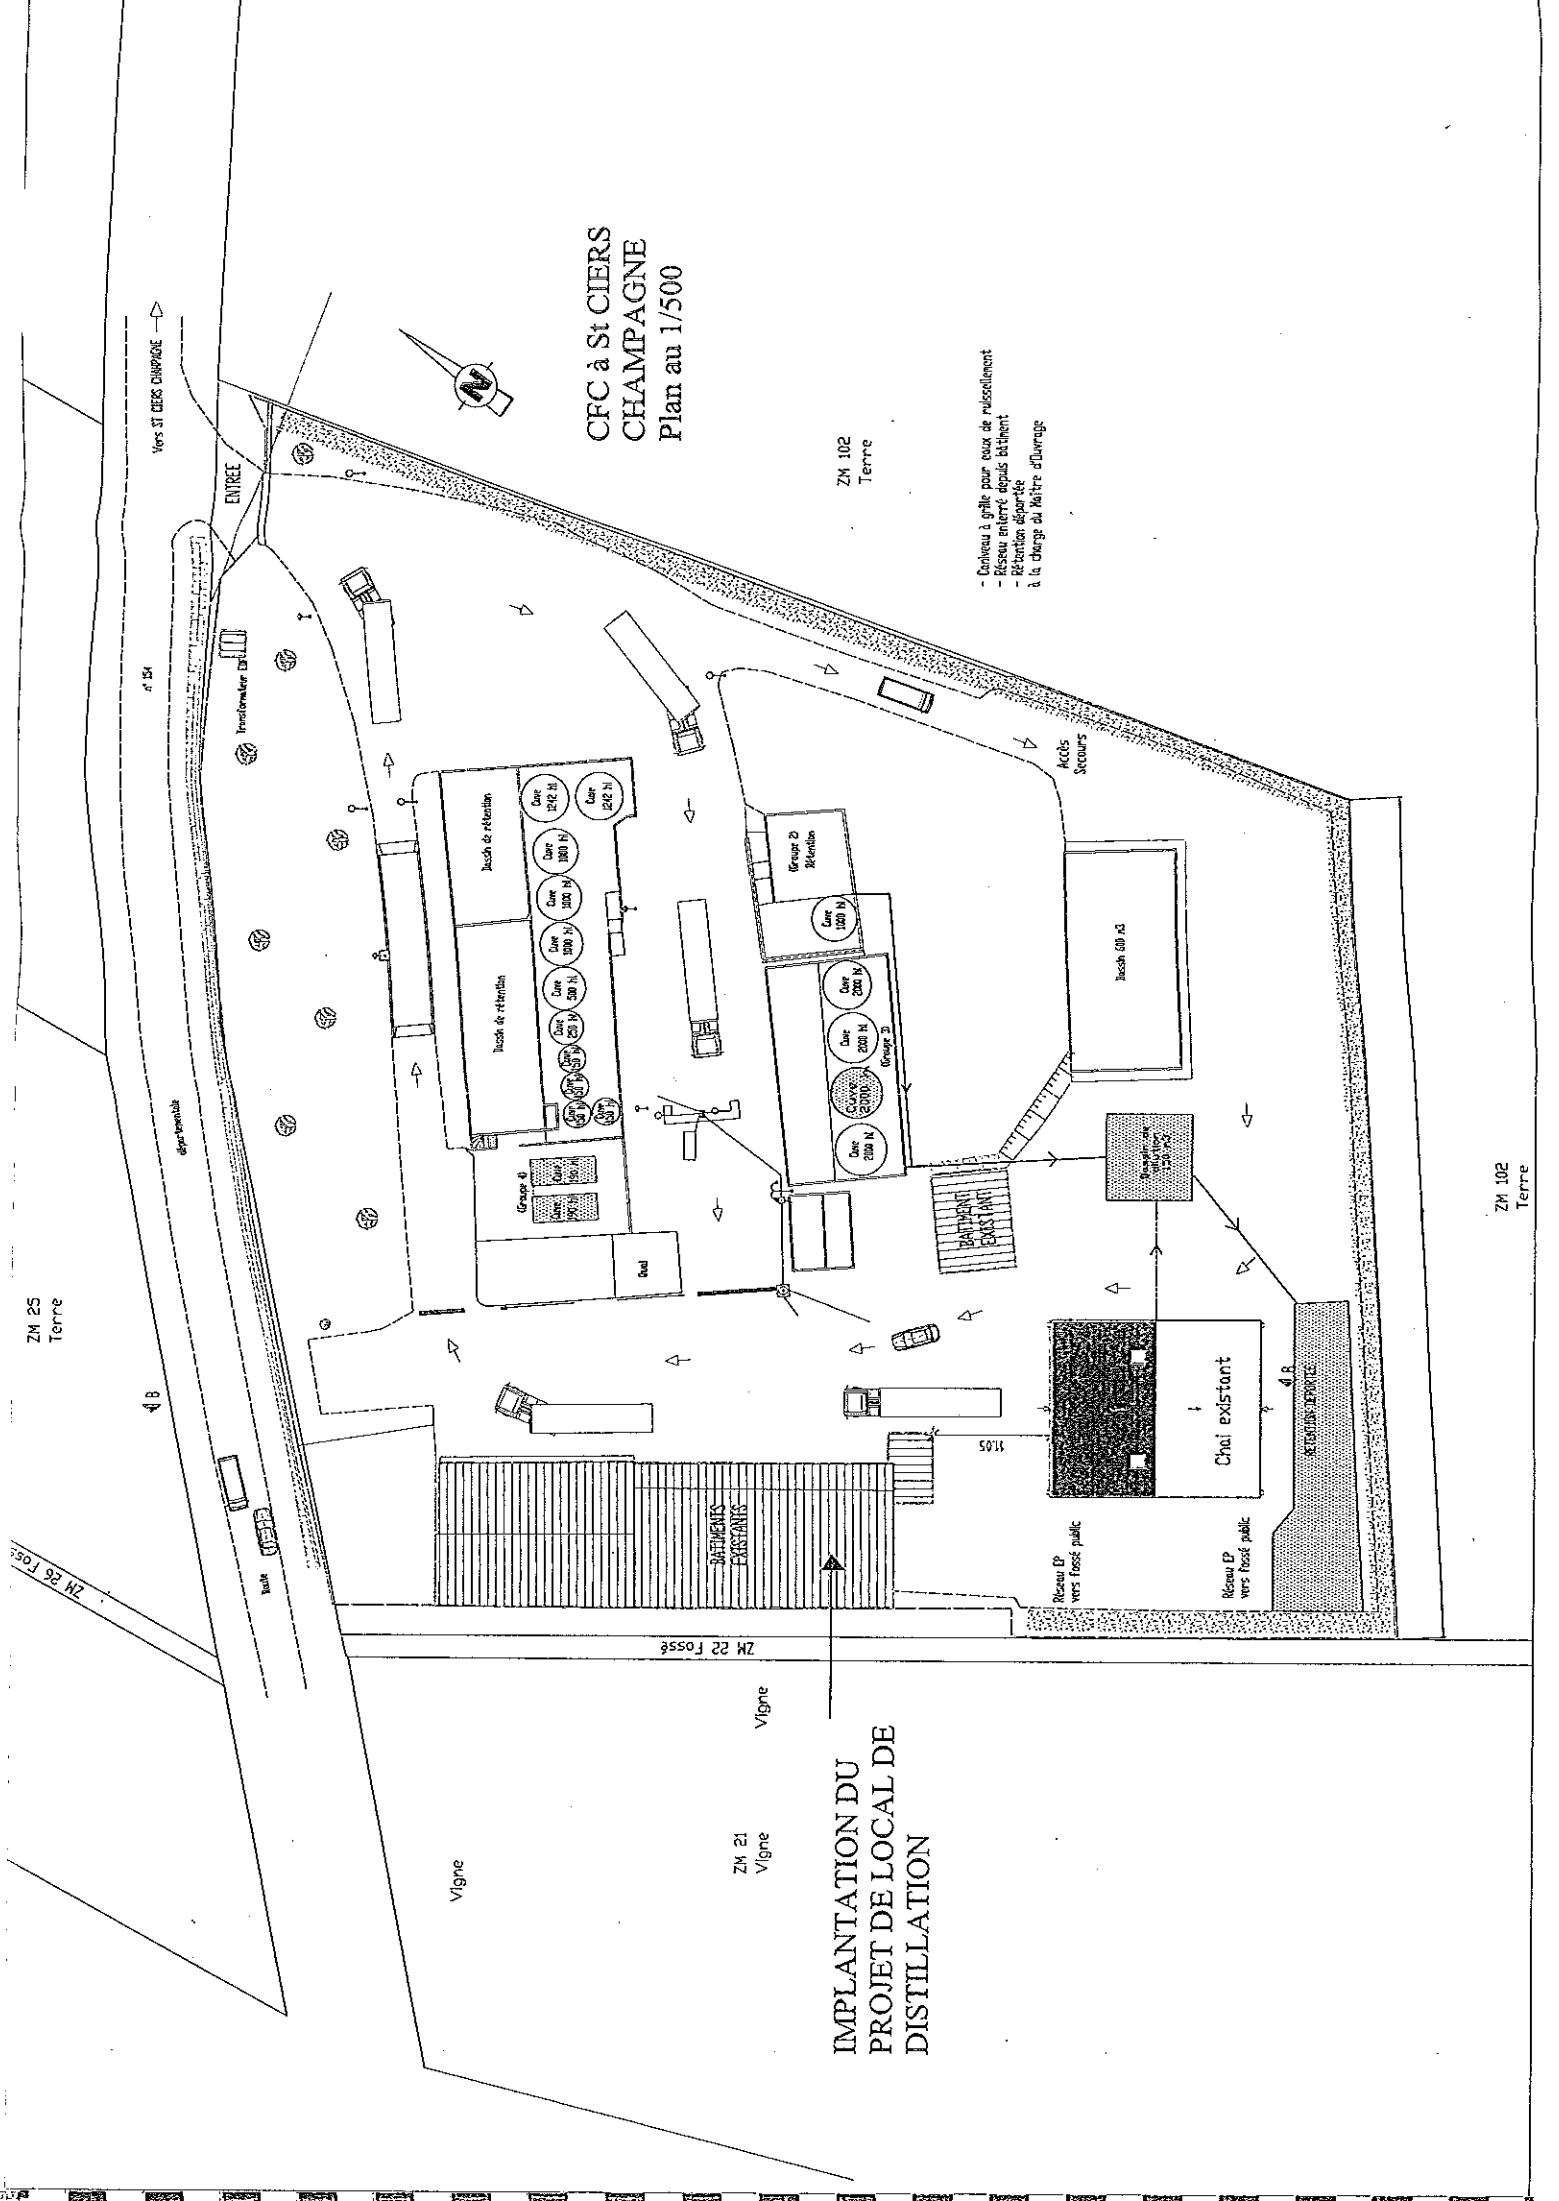 CFC à St CIERS
CHAMPAGNE
Plan au 1/500
Vers ST CIERS CHAMPAGNE
ENTREE
n° 154
Transformateur EDF
départementale
Route
ZM 25
Terre
B
ZM 26 Fossé
ZM 102
Terre
- Caniveau à grille pour eaux de ruissellement
- Réseau enterré depuis bâtiment
- Rétention déportée
à la charge du Maître d'Ouvrage
Accès
Secours
Bassin de rétention
Bassin de rétention
Cuve
1242 hl
Cuve
1242 hl
Cuve
1000 hl
Cuve
1000 hl
Cuve
1000 hl
Cuve
500 hl
Cuve
250 hl
(Groupe 4)
Quai
(Groupe 2)
Rétention
Cuve
1000 hl
Cuve
2000 hl
Cuve
2000 hl
Cuve
2000
Cuve
2000 hl
(Groupe 3)
Bassin 600 m3
BATIMENT
EXISTANT
BATIMENTS
EXISTANTS
11.05
Chai existant
B
RETENTION DEPORTEE
Réseau EP
vers fossé public
Réseau EP
vers fossé public
ZM 22 Fossé
ZM 102
Terre
Vigne
Vigne
ZM 21
Vigne
IMPLANTATION DU
PROJET DE LOCAL DE
DISTILLATION